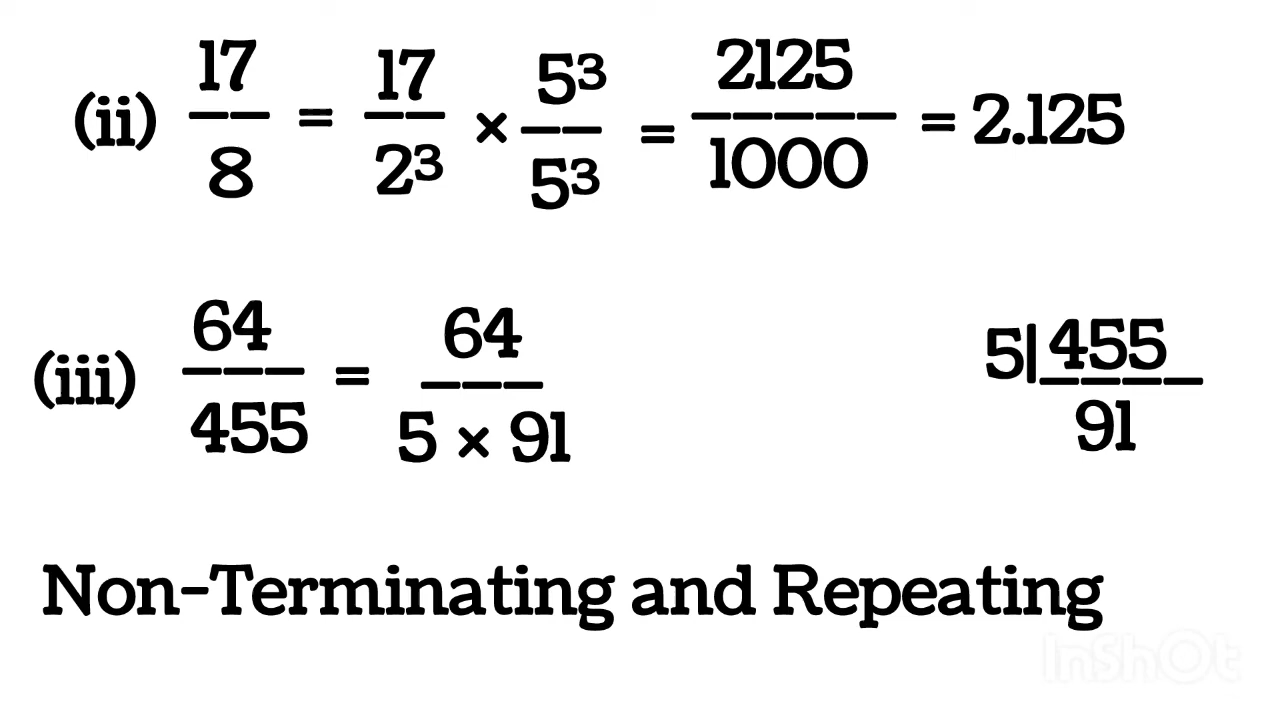 (ii) 17/8 = 17/2³ × 5³/5³ = 2125/1000 = 2.125
(iii) 64/455 = 64/5 × 91
5|455
91
Non-Terminating and Repeating
InShOt